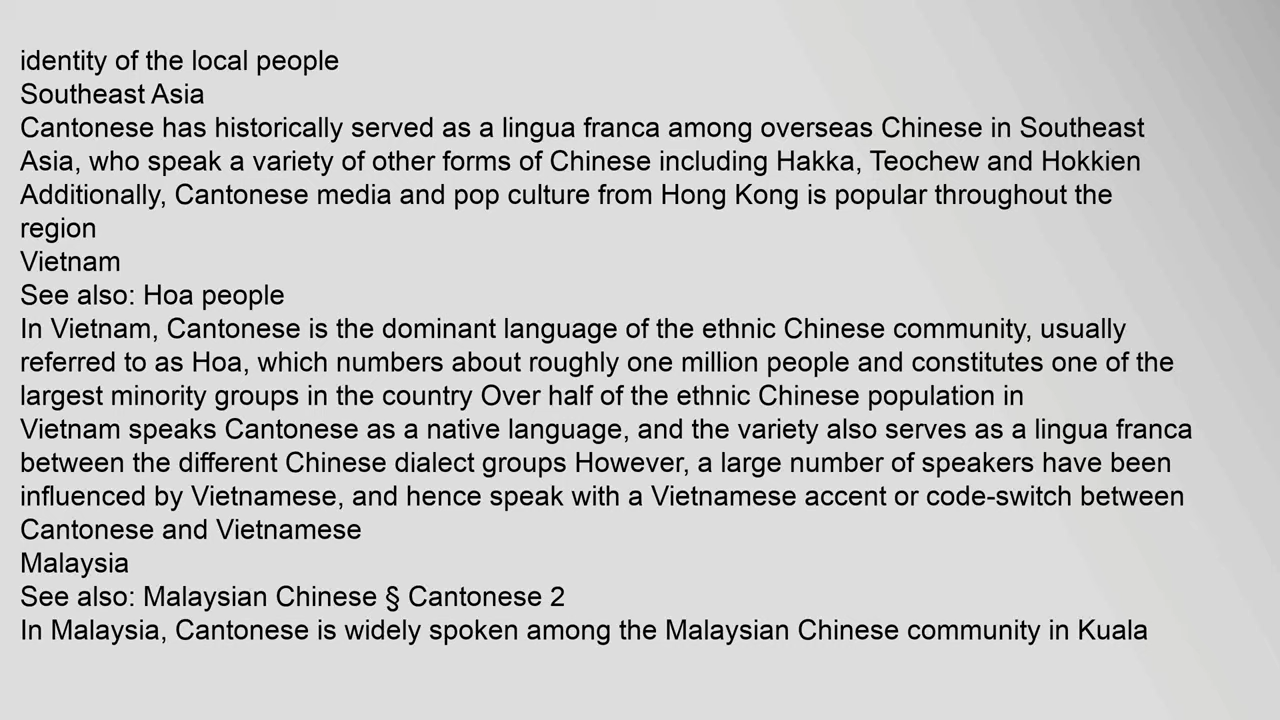 identity of the local people
Southeast Asia
Cantonese has historically served as a lingua franca among overseas Chinese in Southeast
Asia, who speak a variety of other forms of Chinese including Hakka, Teochew and Hokkien
Additionally, Cantonese media and pop culture from Hong Kong is popular throughout the
region
Vietnam
See also: Hoa people
In Vietnam, Cantonese is the dominant language of the ethnic Chinese community, usually
referred to as Hoa, which numbers about roughly one million people and constitutes one of the
largest minority groups in the country Over half of the ethnic Chinese population in
Vietnam speaks Cantonese as a native language, and the variety also serves as a lingua franca
between the different Chinese dialect groups However, a large number of speakers have been
influenced by Vietnamese, and hence speak with a Vietnamese accent or code-switch between
Cantonese and Vietnamese
Malaysia
See also: Malaysian Chinese § Cantonese 2
In Malaysia, Cantonese is widely spoken among the Malaysian Chinese community in Kuala